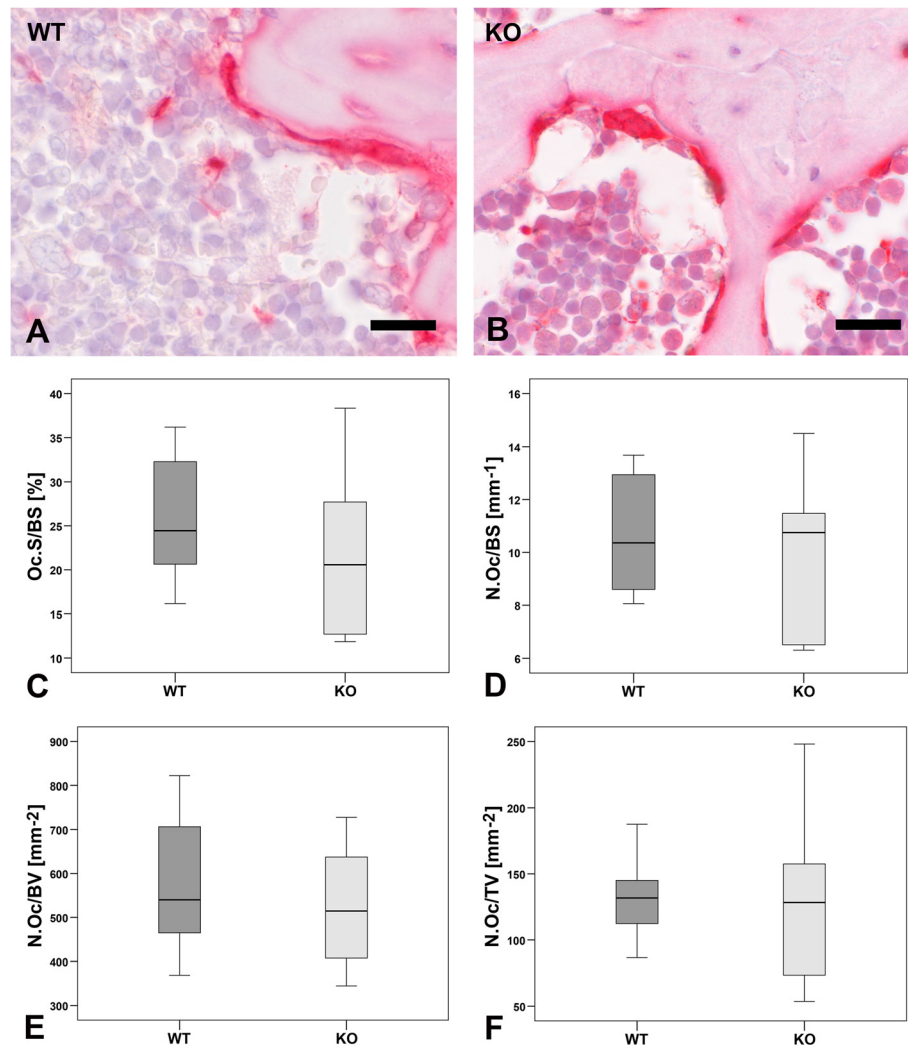 WT
KO
A
B
Oc.S/BS [%]
40
35
30
25
20
15
10
WT
KO
C
N.Oc/BS [mm-1]
16
14
12
10
8
6
WT
KO
D
N.Oc/BV [mm-2]
900
800
700
600
500
400
300
WT
KO
E
N.Oc/TV [mm-2]
250
200
150
100
50
WT
KO
F